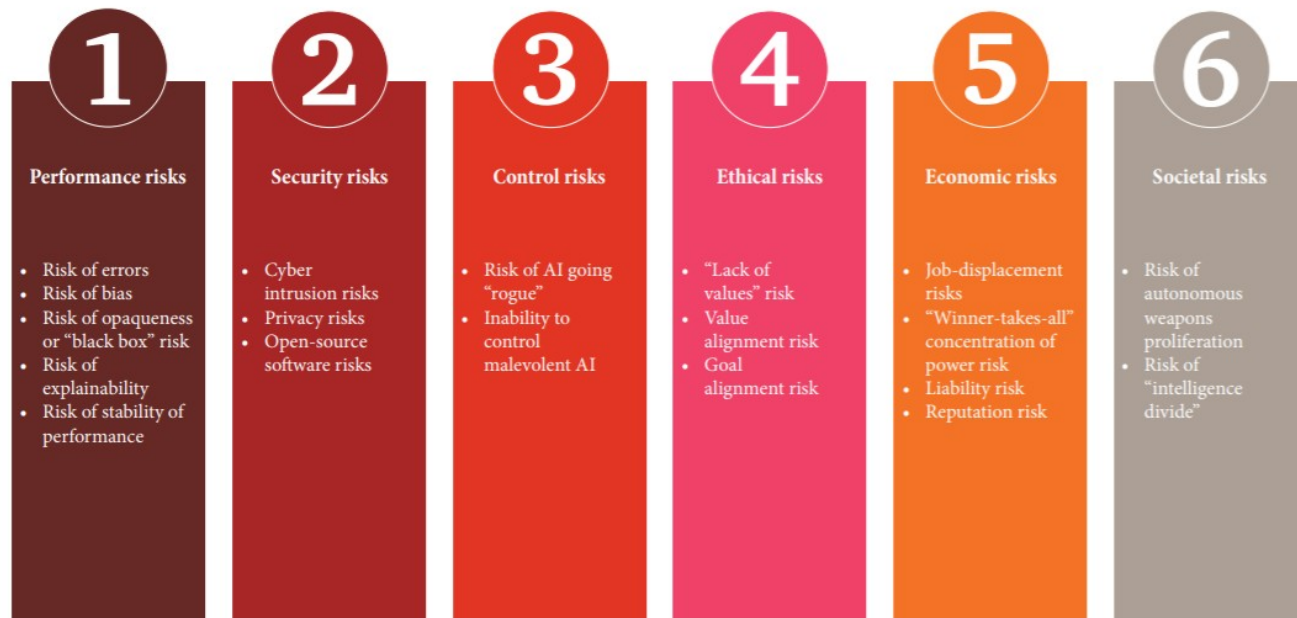 1
Performance risks
• Risk of errors
• Risk of bias
• Risk of opaqueness
or “black box” risk
• Risk of
explainability
• Risk of stability of
performance
2
Security risks
• Cyber
intrusion risks
• Privacy risks
• Open-source
software risks
3
Control risks
• Risk of AI going
“rogue”
• Inability to
control
malevolent AI
4
Ethical risks
• “Lack of
values” risk
• Value
alignment risk
• Goal
alignment risk
5
Economic risks
• Job-displacement
risks
• “Winner-takes-all”
concentration of
power risk
• Liability risk
• Reputation risk
6
Societal risks
• Risk of
autonomous
weapons
proliferation
• Risk of
“intelligence
divide”